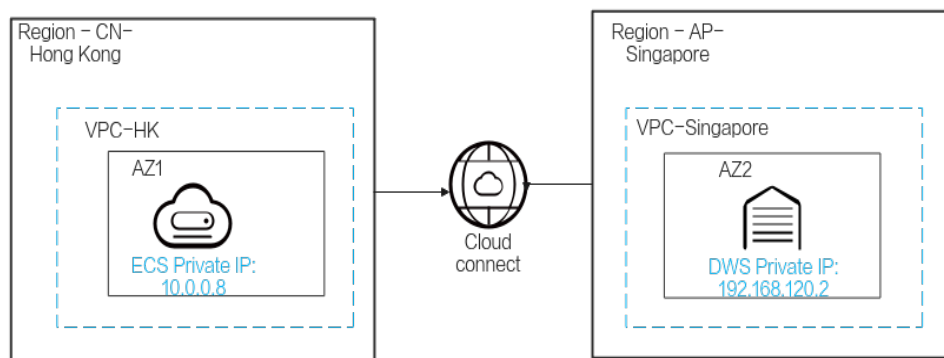 Region - CN-
Hong Kong
VPC-HK
AZ1
ECS Private IP:
10.0.0.8
Cloud
connect
Region - AP-
Singapore
VPC-Singapore
AZ2
DWS Private IP:
192.168.120.2